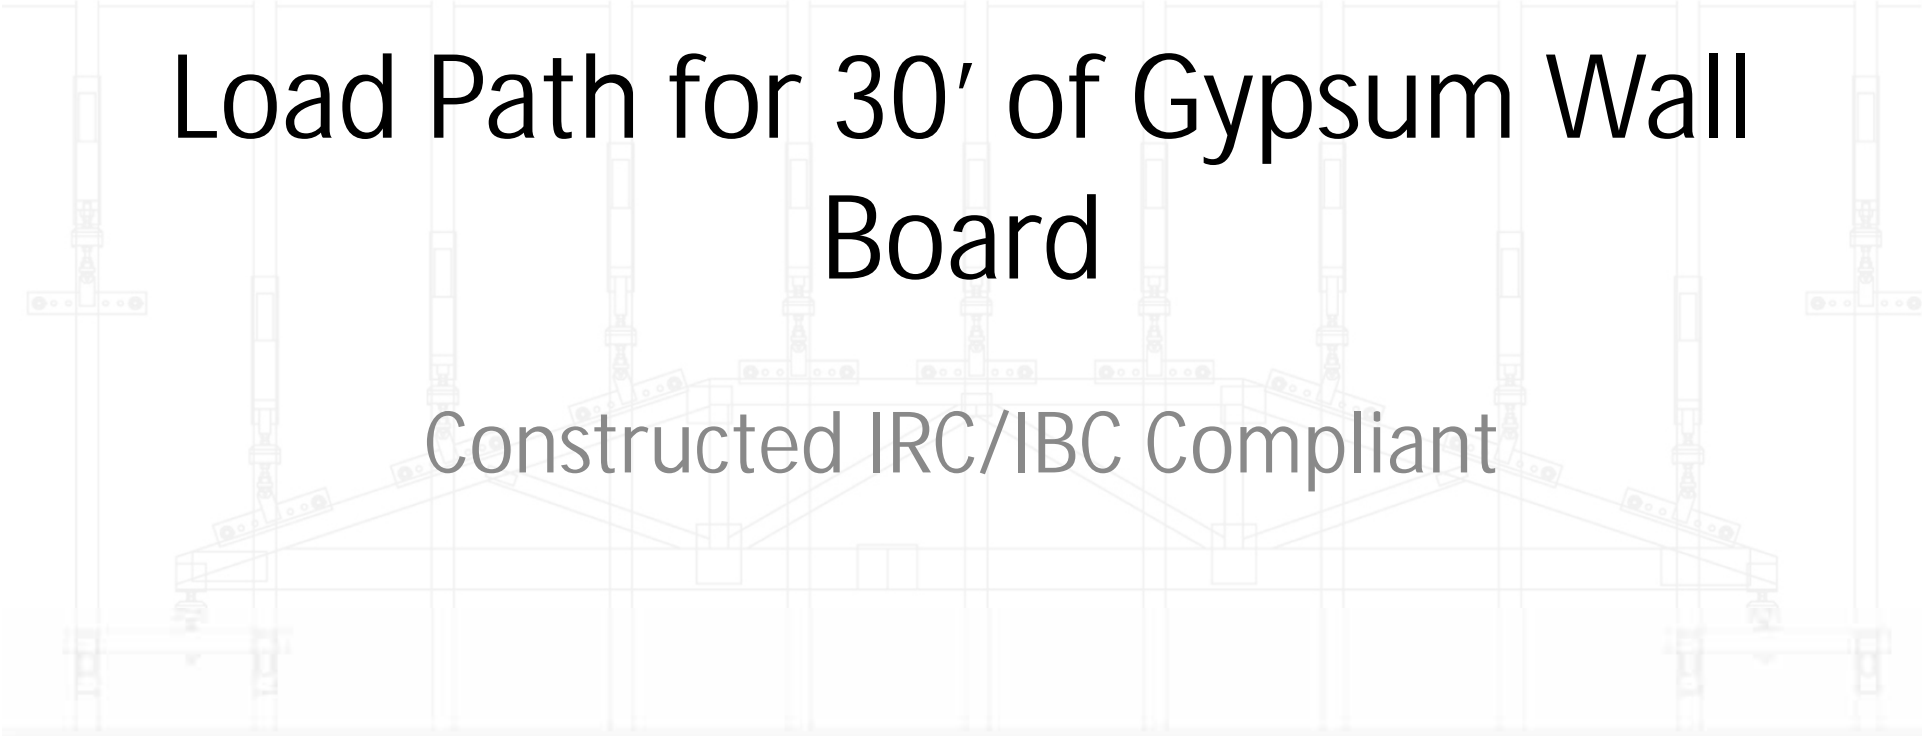 Load Path for 30′ of Gypsum Wall
Board
Constructed IRC/IBC Compliant